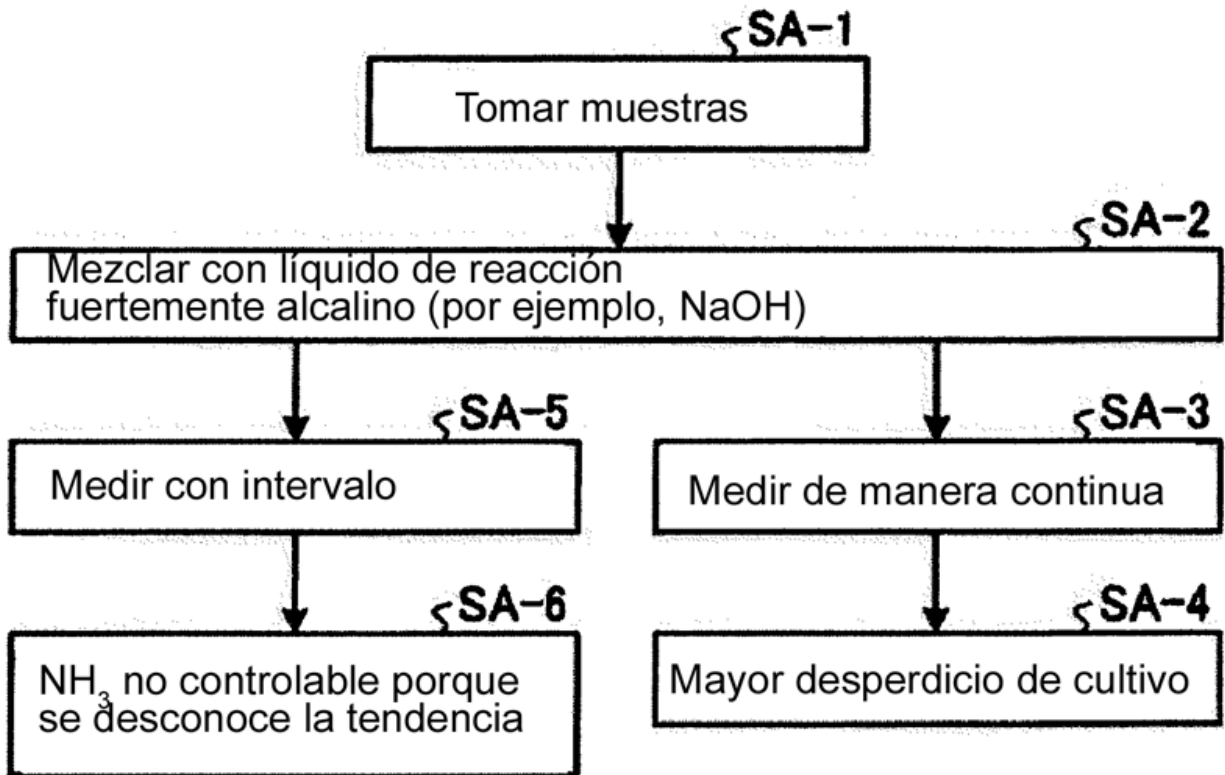 SA-1
Tomar muestras
SA-2
Mezclar con líquido de reacción
fuertemente alcalino (por ejemplo, NaOH)
SA-5
SA-3
Medir con intervalo
Medir de manera continua
SA-6
SA-4
NH₃ no controlable porque
se desconoce la tendencia
Mayor desperdicio de cultivo